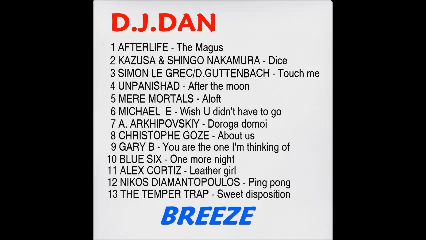 D.J.DAN
1 AFTERLIFE - The Magus
2 KAZUSA & SHINGO NAKAMURA - Dice
3 SIMON LE GREC/D.GUTTENBACH - Touch me
4 UNPANISHAD - After the moon
5 MERE MORTALS - Aloft
6 MICHAEL E - Wish U didn't have to go
7 A. ARKHIPOVSKIY - Doroga domoi
8 CHRISTOPHE GOZE - About us
9 GARY B - You are the one I'm thinking of
10 BLUE SIX - One more night
11 ALEX CORTIZ - Leather girl
12 NIKOS DIAMANTOPOULOS - Ping pong
13 THE TEMPER TRAP - Sweet disposition
BREEZE